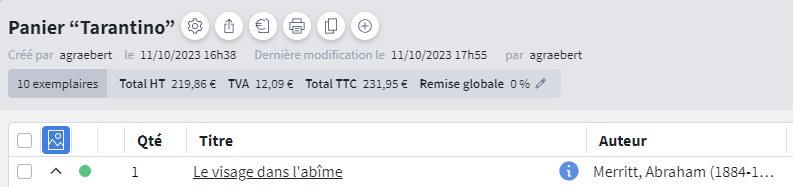 Panier “Tarantino”
Créé par agraebert le 11/10/2023 16h38 Dernière modification le 11/10/2023 17h55 par agraebert
10 exemplaires Total HT 219,86 € TVA 12,09 € Total TTC 231,95 € Remise globale 0 %
Qté Titre Auteur
1 Le visage dans l'abîme Merritt, Abraham (1884-1...